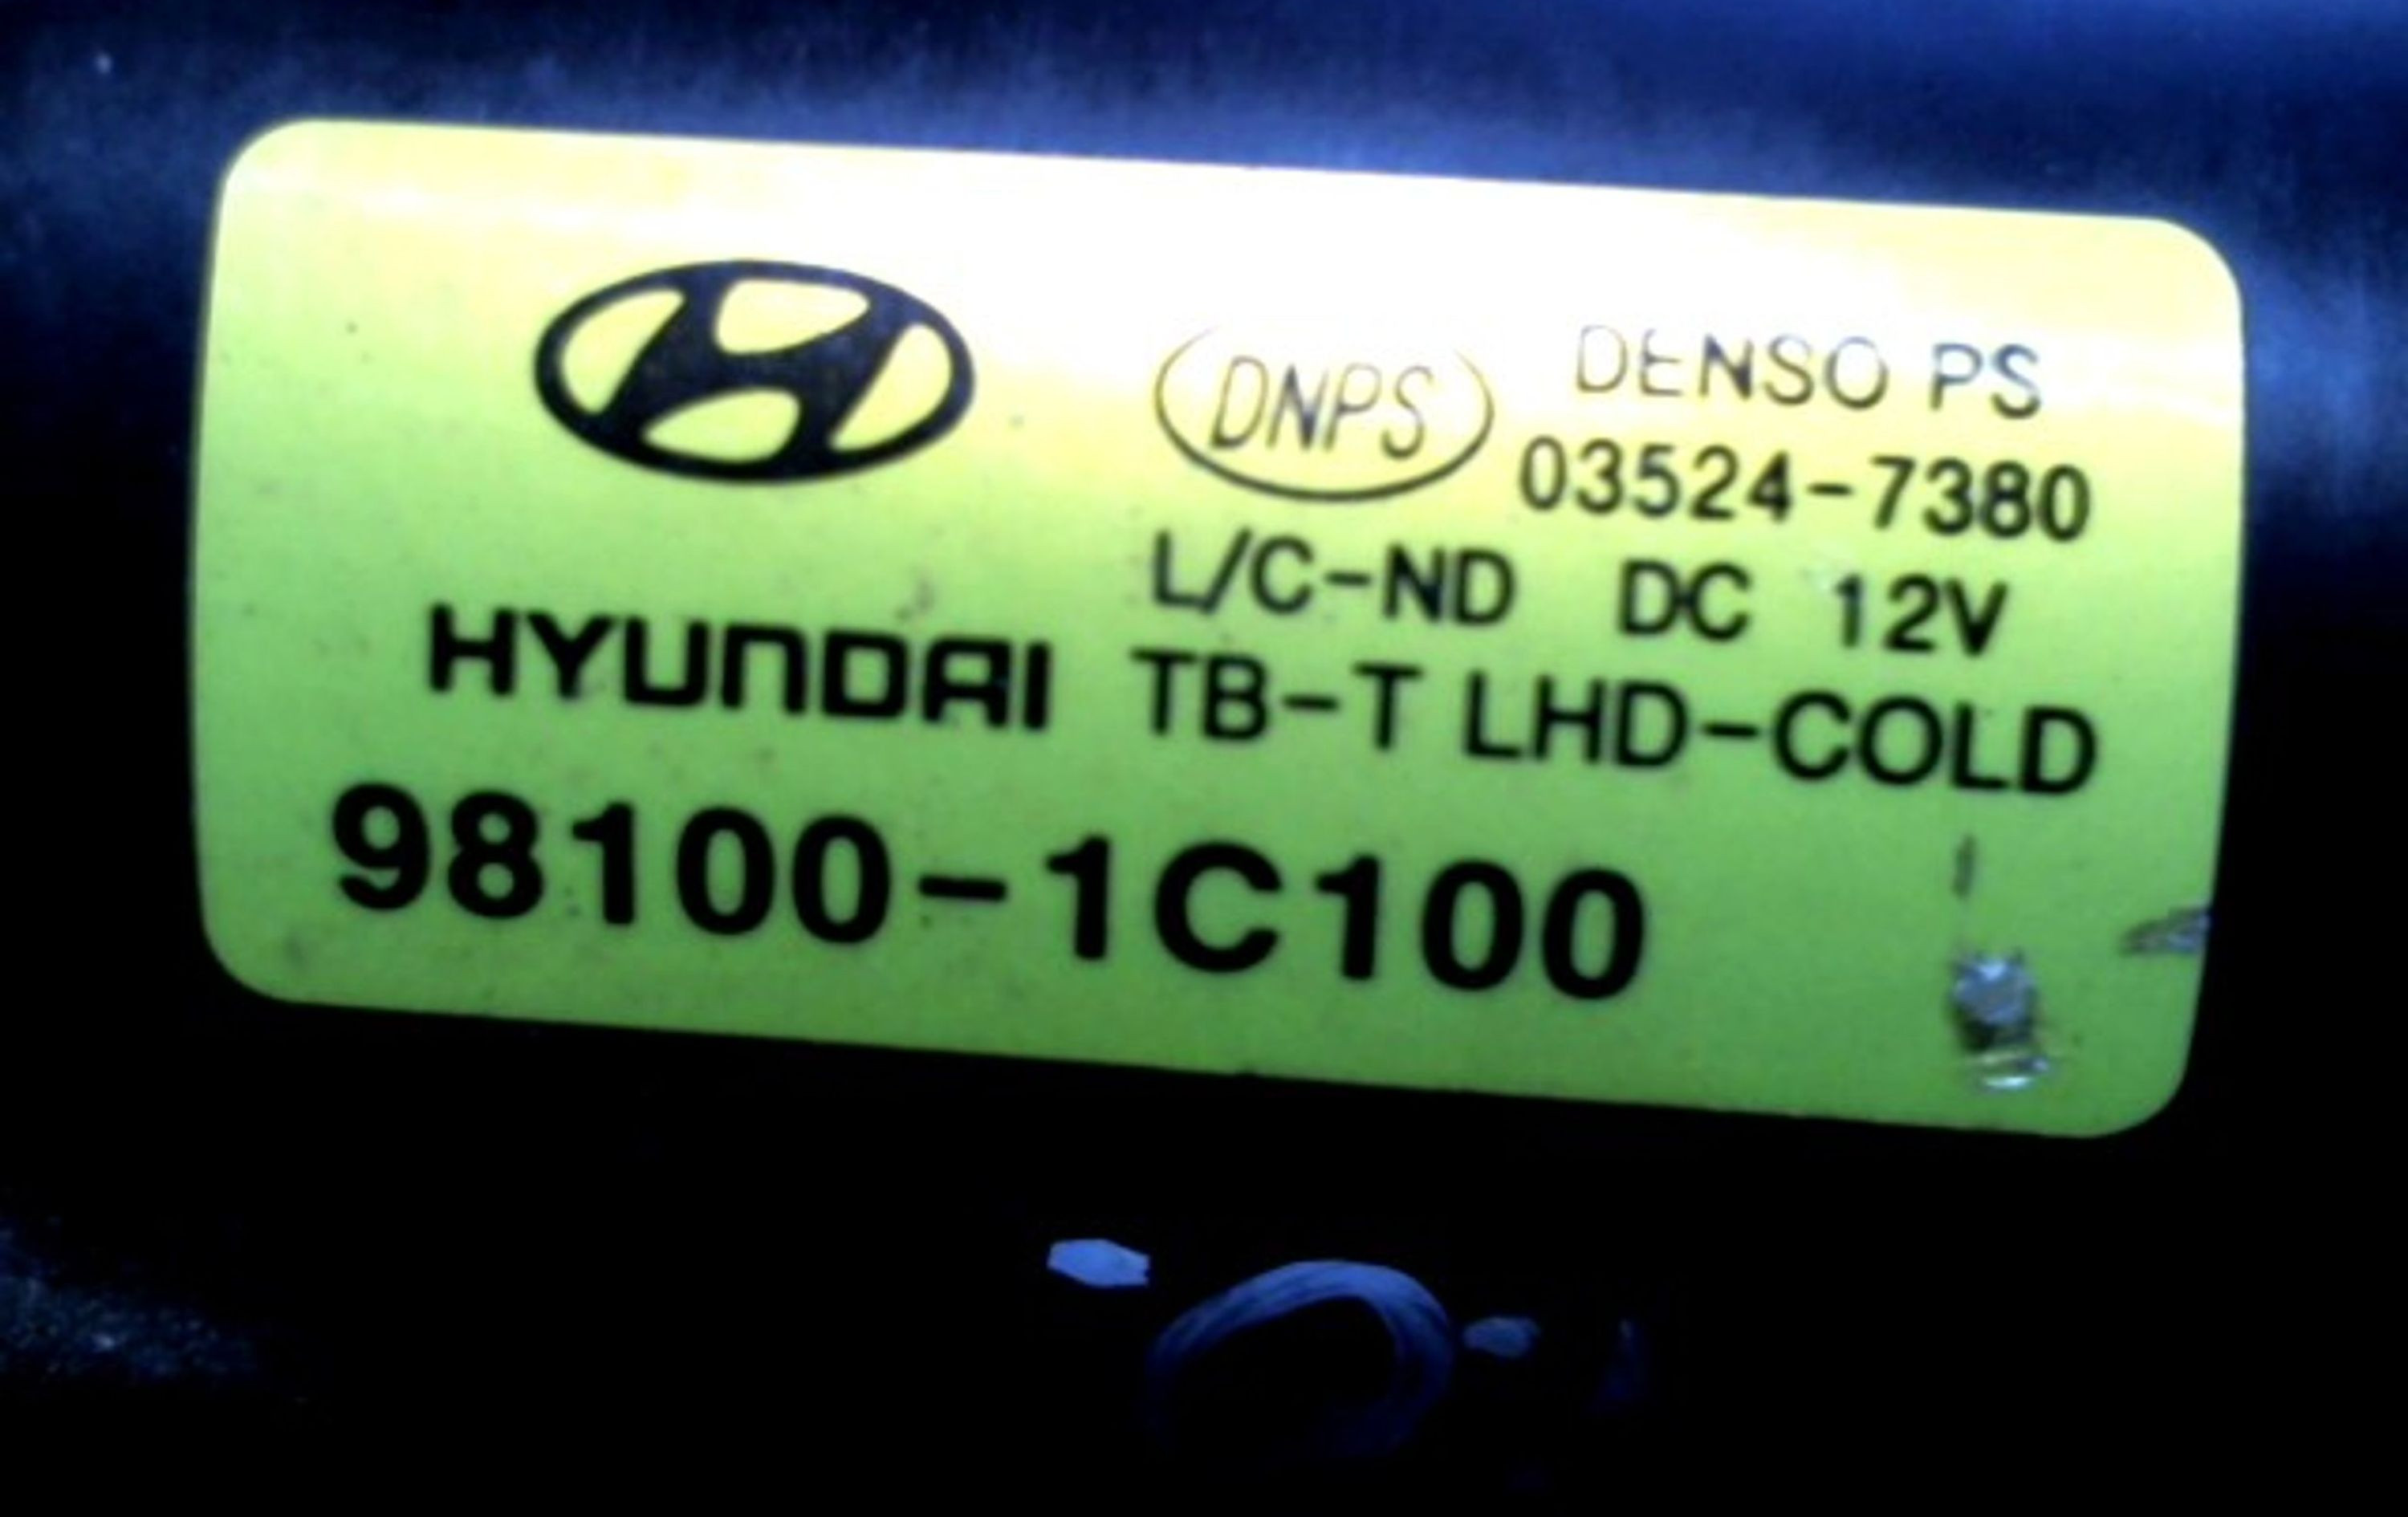 DNPS DENSO PS
03524-7380
L/C-ND DC 12V
HYUNDAI TB-T LHD-COLD
98100-1C100